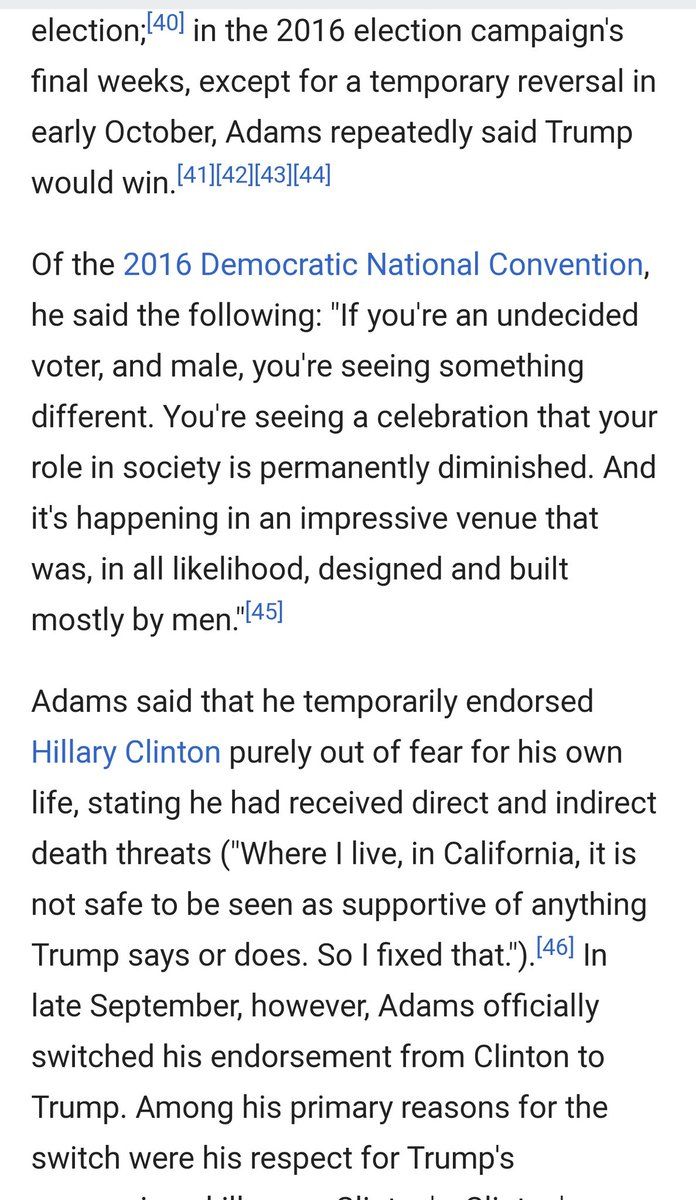 election;[40] in the 2016 election campaign's
final weeks, except for a temporary reversal in
early October, Adams repeatedly said Trump
would win.[41][42][43][44]
Of the 2016 Democratic National Convention,
he said the following: "If you're an undecided
voter, and male, you're seeing something
different. You're seeing a celebration that your
role in society is permanently diminished. And
it's happening in an impressive venue that
was, in all likelihood, designed and built
mostly by men."[45]
Adams said that he temporarily endorsed
Hillary Clinton purely out of fear for his own
life, stating he had received direct and indirect
death threats ("Where I live, in California, it is
not safe to be seen as supportive of anything
Trump says or does. So I fixed that.").[46] In
late September, however, Adams officially
switched his endorsement from Clinton to
Trump. Among his primary reasons for the
switch were his respect for Trump's